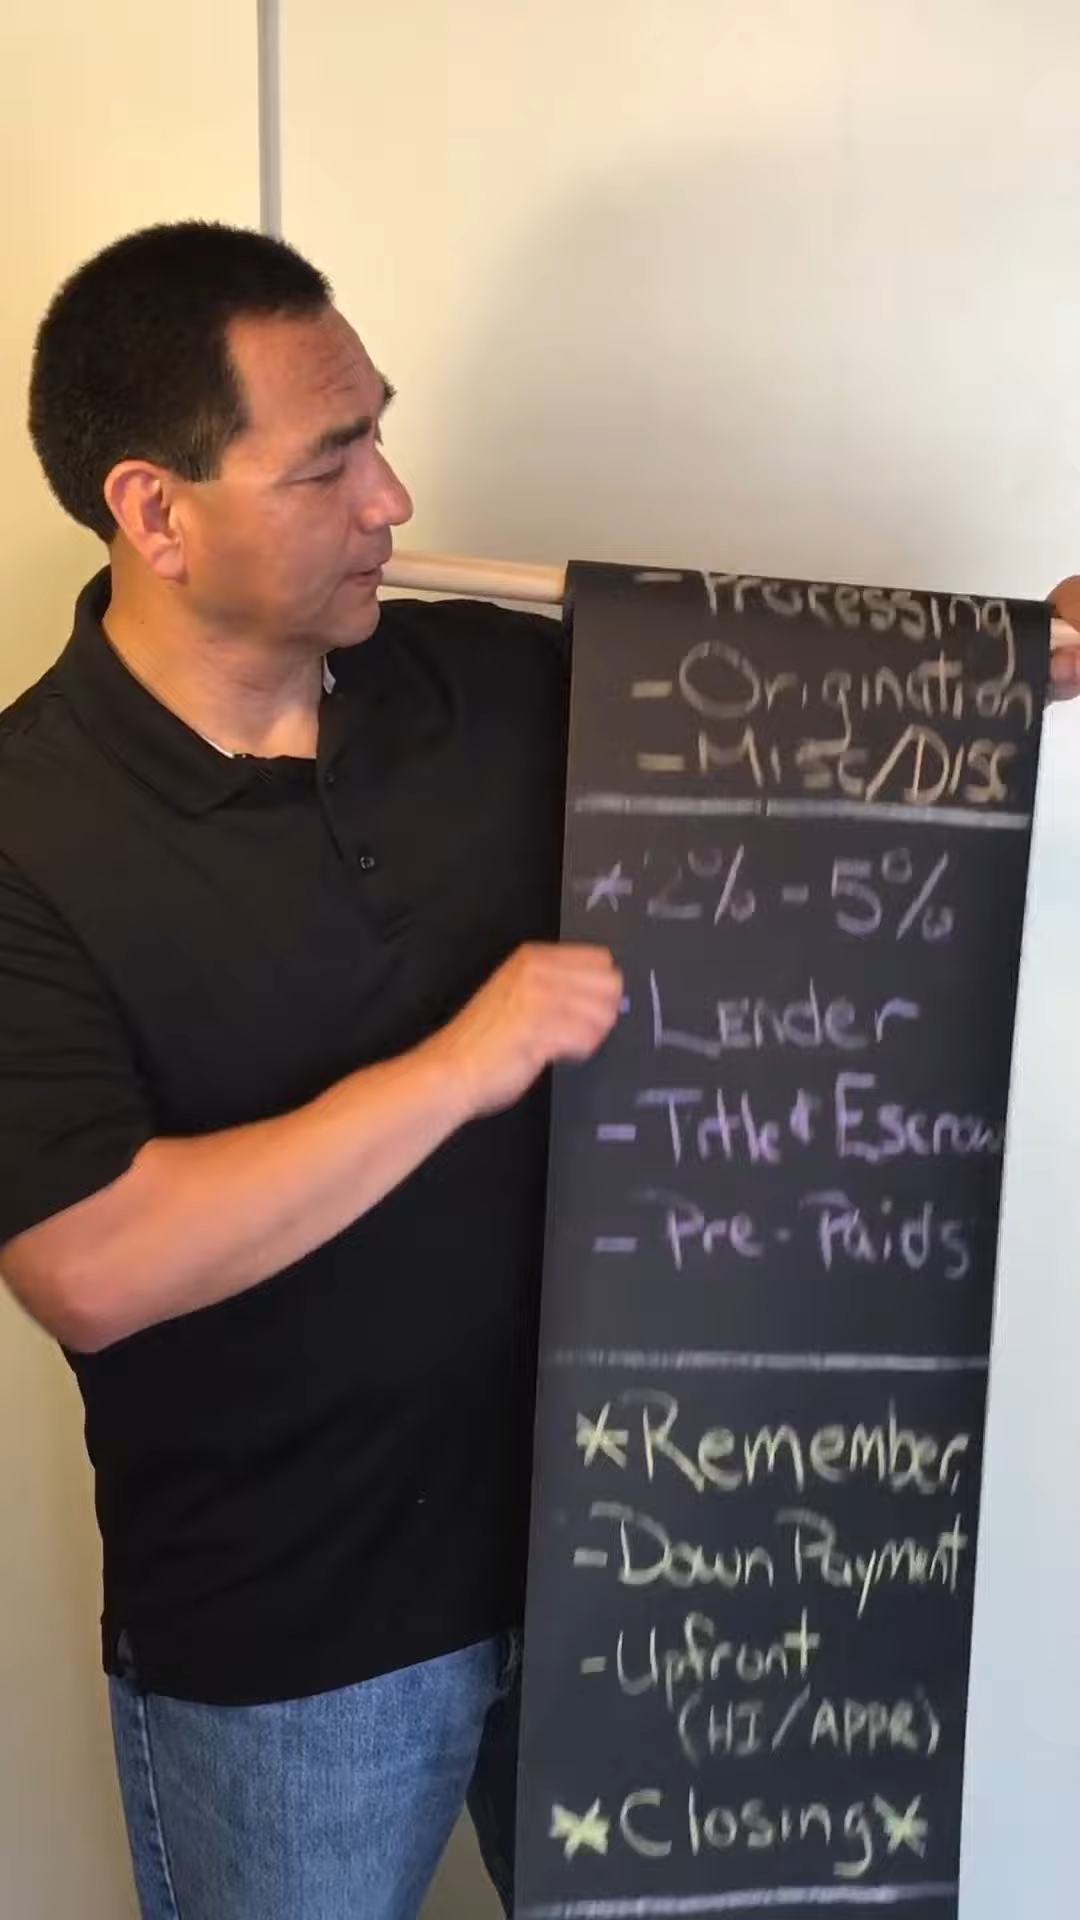 - Processing
- Origination
- Misc/Disc
* 2% - 5%
- Lender
- Title & Escrow
- Pre-Paids
* Remember,
- Down Payment
- Upfront
(HI/APPR)
* Closing *